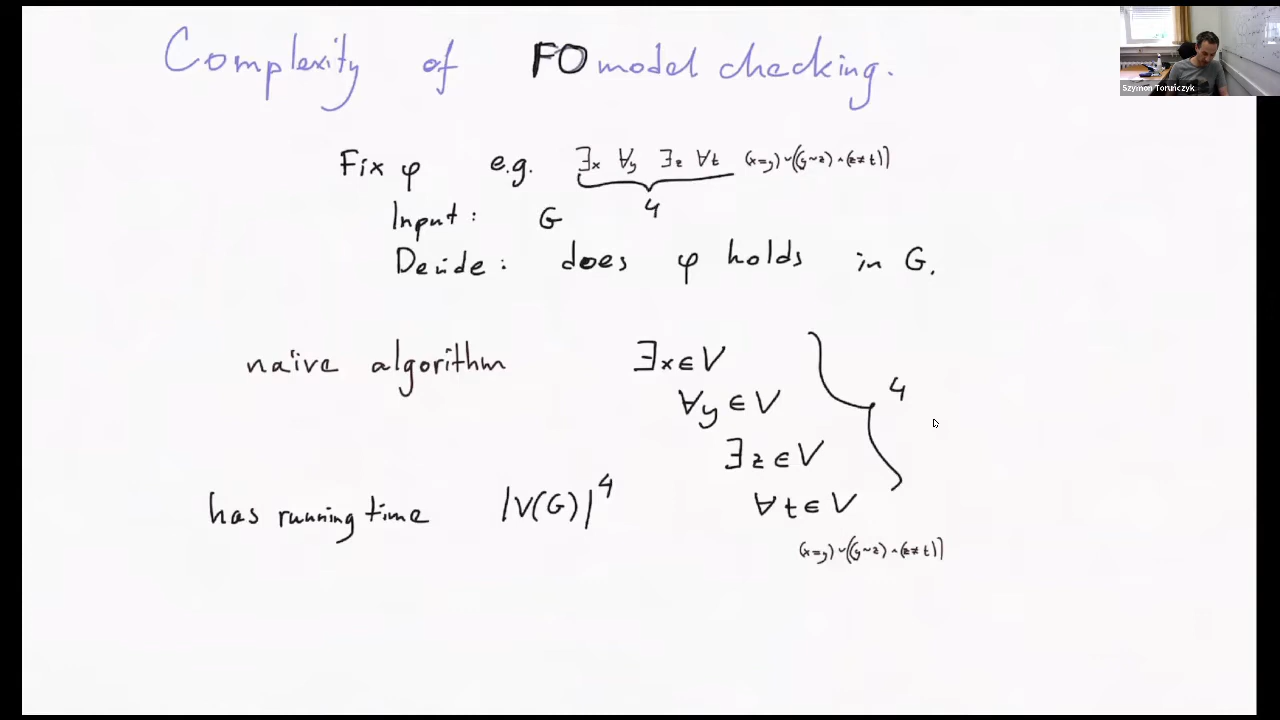 Complexity of FO model checking.
Szymon Toruńczyk
Fix φ e.g. ∃x ∀y ∃z ∀t (x=y)∨((y~z)∧(z≠t))
4
Input: G
Decide: does φ holds in G.
naïve algorithm ∃x∈V
∀y∈V
4
∃z∈V
has running time |V(G)|^4 ∀t∈V
(x=y)∨((y~z)∧(z≠t))